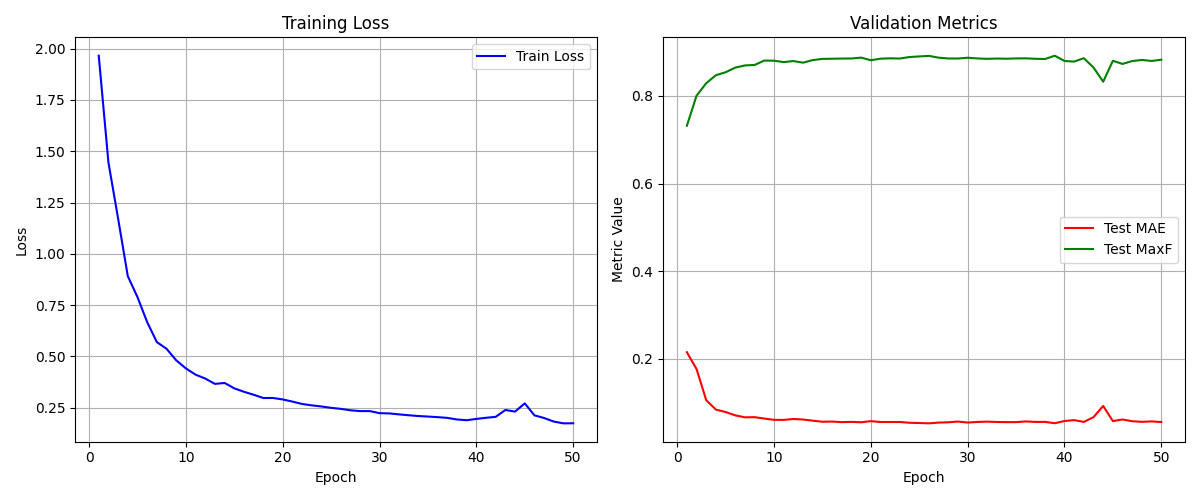 Training Loss
2.00
1.75
1.50
1.25
1.00
0.75
0.50
0.25
Loss
Train Loss
0 10 20 30 40 50
Epoch
Validation Metrics
0.8
0.6
0.4
0.2
Metric Value
Test MAE
Test MaxF
0 10 20 30 40 50
Epoch